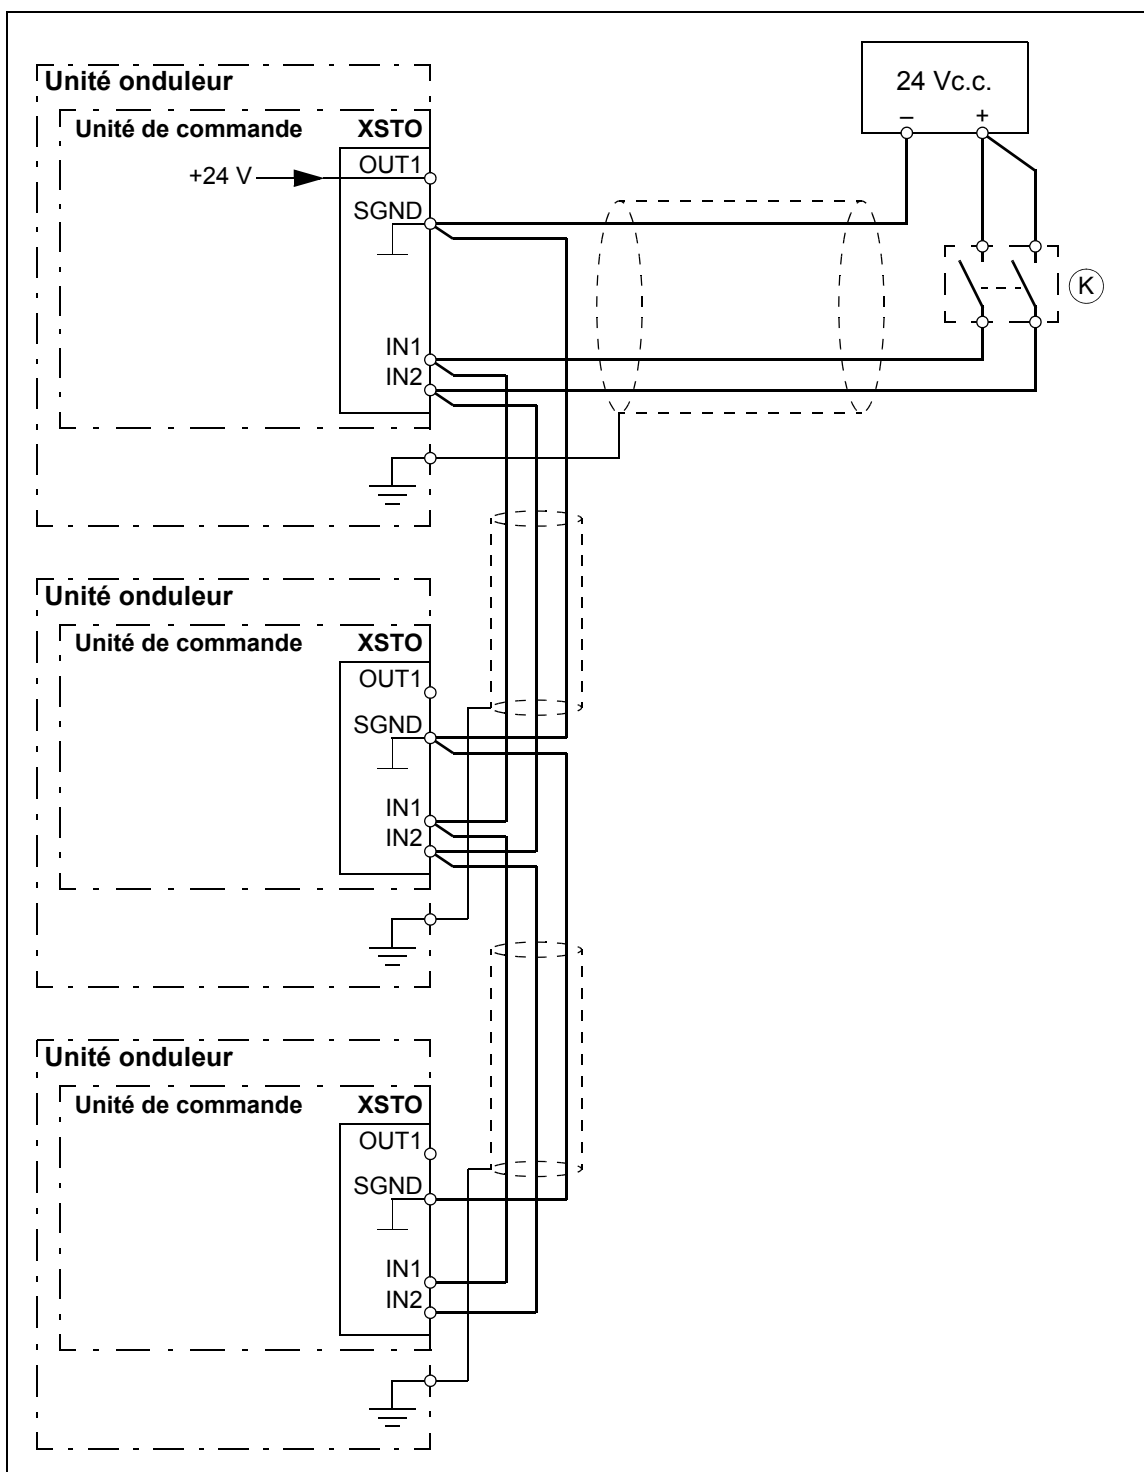 24 Vc.c.
– +
K
Unité onduleur
Unité de commande XSTO
+24 V OUT1
SGND
IN1
IN2
Unité onduleur
Unité de commande XSTO
OUT1
SGND
IN1
IN2
Unité onduleur
Unité de commande XSTO
OUT1
SGND
IN1
IN2